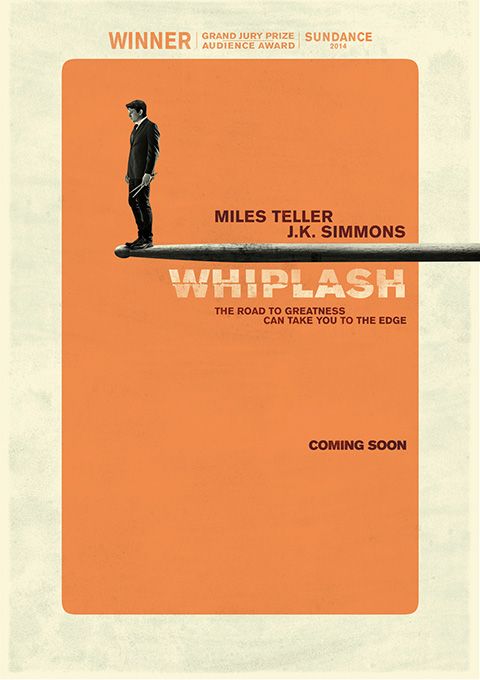 WINNER
GRAND JURY PRIZE
AUDIENCE AWARD
SUNDANCE
2014
MILES TELLER
J.K. SIMMONS
WHIPLASH
THE ROAD TO GREATNESS
CAN TAKE YOU TO THE EDGE
COMING SOON